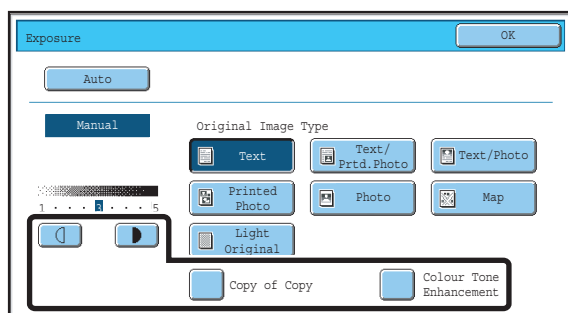 Exposure
OK
Auto
Manual
Original Image Type
Text
Text/
Prtd.Photo
Text/Photo
Printed
Photo
Photo
Map
1 · · · 3 · · · · 5
Light
Original
Copy of Copy
Colour Tone
Enhancement